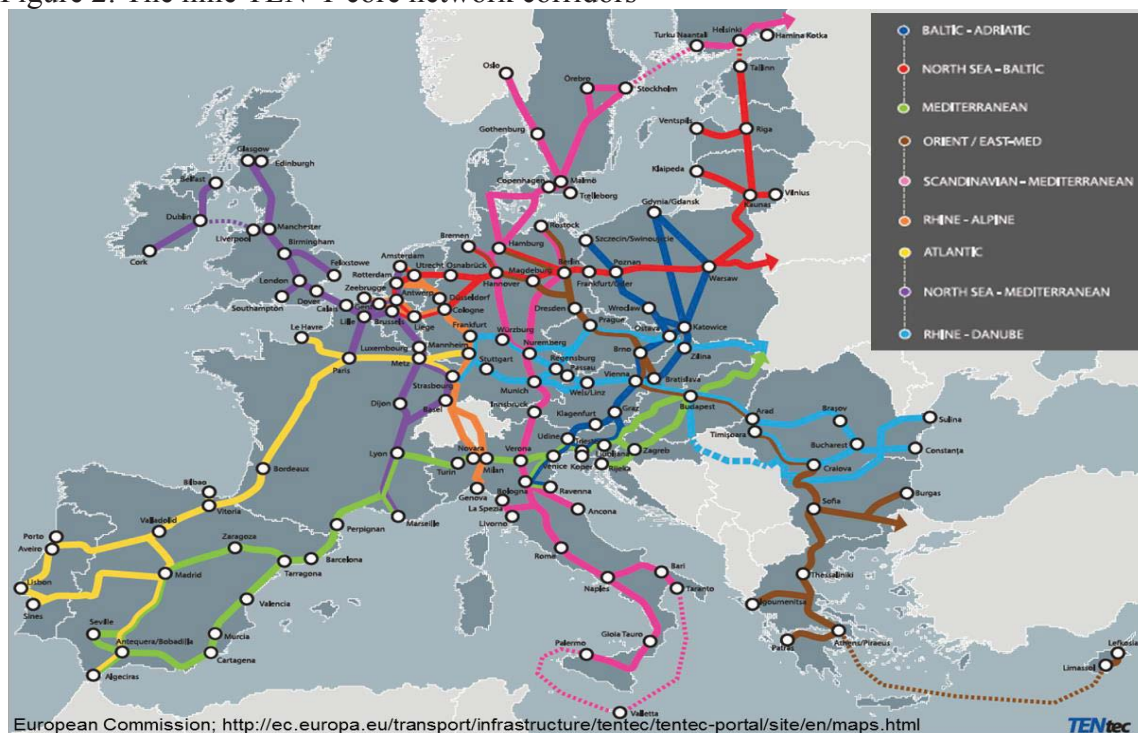 Figure 2: The nine TEN-T core network corridors
BALTIC - ADRIATIC
NORTH SEA - BALTIC
MEDITERRANEAN
ORIENT / EAST-MED
SCANDINAVIAN - MEDITERRANEAN
RHINE - ALPINE
ATLANTIC
NORTH SEA - MEDITERRANEAN
RHINE - DANUBE
Helsinki
Turku Naantali
Hamina Kotka
Oslo
Örebro
Stockholm
Tallinn
Ventspils
Riga
Gothenburg
Klaipeda
Glasgow
Edinburgh
Belfast
Copenhagen
Malmö
Trelleborg
Kaunas
Vilnius
Gdynia/Gdansk
Dublin
Manchester
Liverpool
Rostock
Bremen
Hamburg
Szczecin/Swinoujscie
Cork
Birmingham
Felixstowe
Amsterdam
Rotterdam
Utrecht
Osnabrück
Magdeburg
Berlin
Poznan
Warsaw
London
Zeebrugge
Hannover
Frankfurt/Oder
Dover
Calais
Antwerp
Düsseldorf
Southampton
Cologne
Dresden
Wroclaw
Lille
Brussels
Liège
Prague
Katowice
Le Havre
Frankfurt
Ostava
Luxembourg
Mannheim
Würzburg
Nuremberg
Brno
Zilina
Paris
Metz
Stuttgart
Regensburg
Passau
Strasbourg
Vienna
Bratislava
Munich
Wels/Linz
Basel
Innsbruck
Budapest
Dijon
Klagenfurt
Graz
Arad
Braşov
Sulina
Udine
Timişoara
Lyon
Novara
Verona
Ljubljana
Zagreb
Bucharest
Constanţa
Turin
Milan
Venice
Koper
Rijeka
Craiova
Bordeaux
Genova
Bologna
Ravenna
Bilbao
La Spezia
Ancona
Sofia
Burgas
Vitoria
Marseille
Livorno
Porto
Valladolid
Perpignan
Aveiro
Zaragoza
Barcelona
Rome
Madrid
Tarragona
Bari
Thessaloniki
Lisbon
Naples
Taranto
Sines
Valencia
Igoumenitsa
Seville
Murcia
Gioia Tauro
Antequera/Bobadilla
Palermo
Patras
Athens/Piraeus
Lefkosia
Cartagena
Limassol
Algeciras
Valletta
European Commission; http://ec.europa.eu/transport/infrastructure/tentec/tentec-portal/site/en/maps.html
TENtec